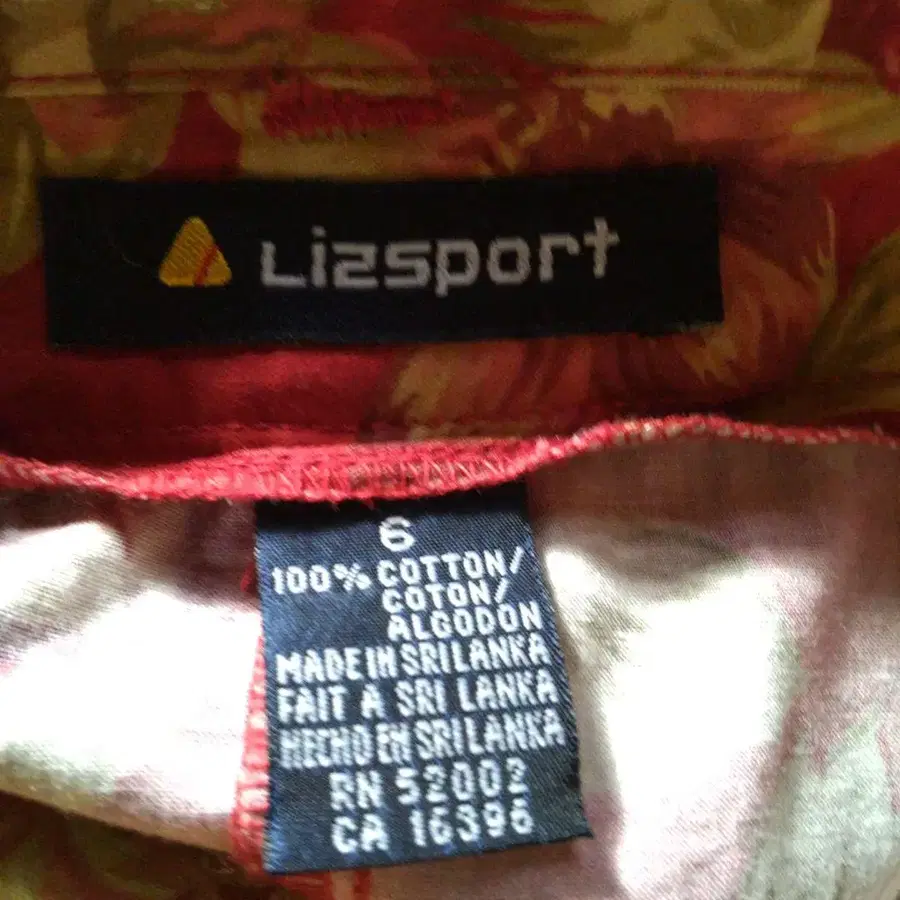 Lizsport
6
100% COTTON/
COTON/
ALGODON
MADE IN SRI LANKA
FAIT A SRI LANKA
HECHO EN SRI LANKA
RN 52002
CA 16396